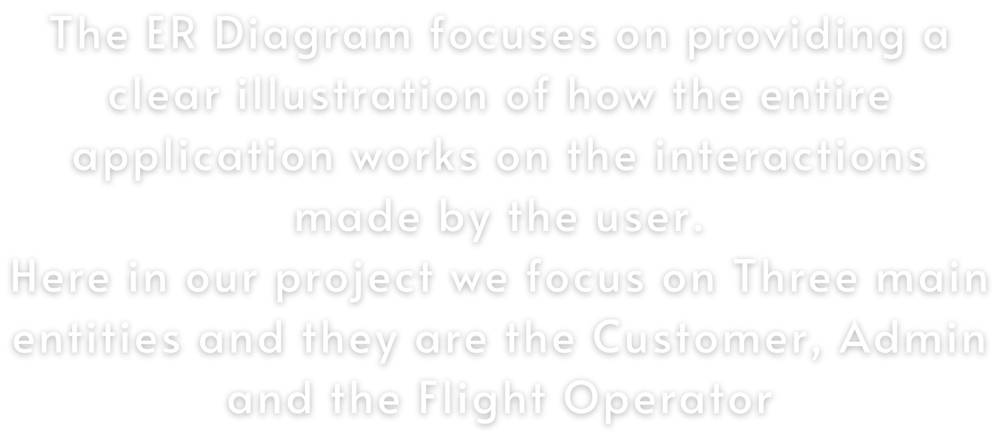 The ER Diagram focuses on providing a
clear illustration of how the entire
application works on the interactions
made by the user.
Here in our project we focus on Three main
entities and they are the Customer, Admin
and the Flight Operator